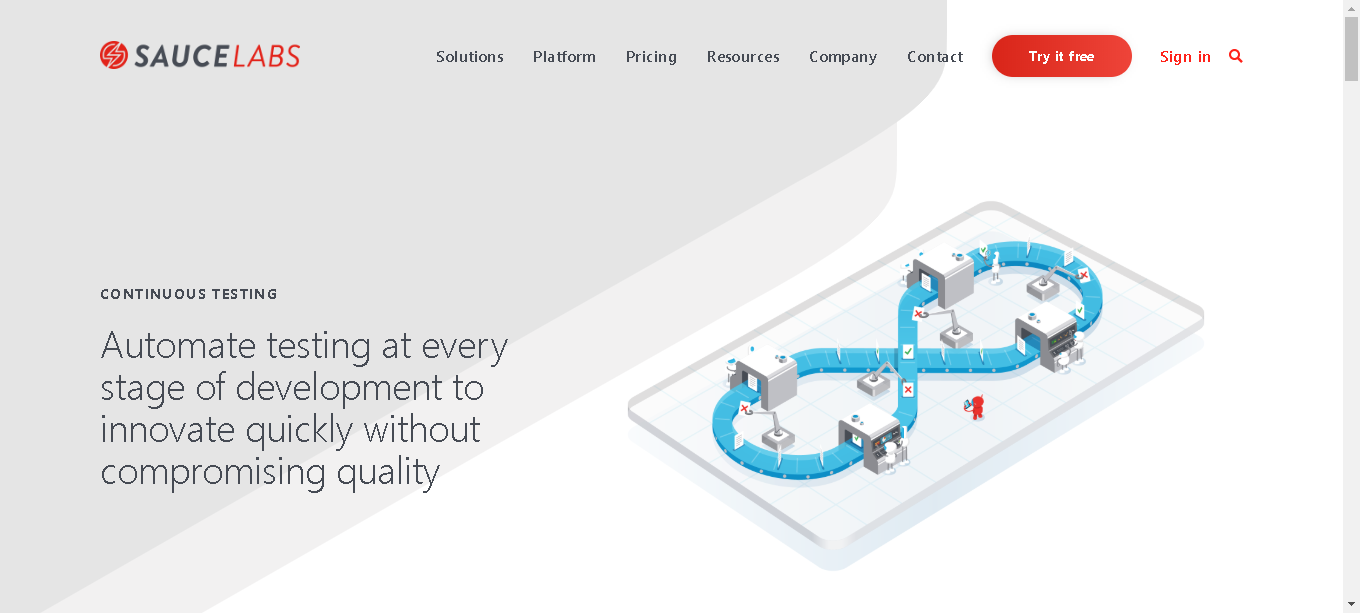 SAUCELABS
Solutions Platform Pricing Resources Company Contact Try it free Sign in
CONTINUOUS TESTING
Automate testing at every
stage of development to
innovate quickly without
compromising quality